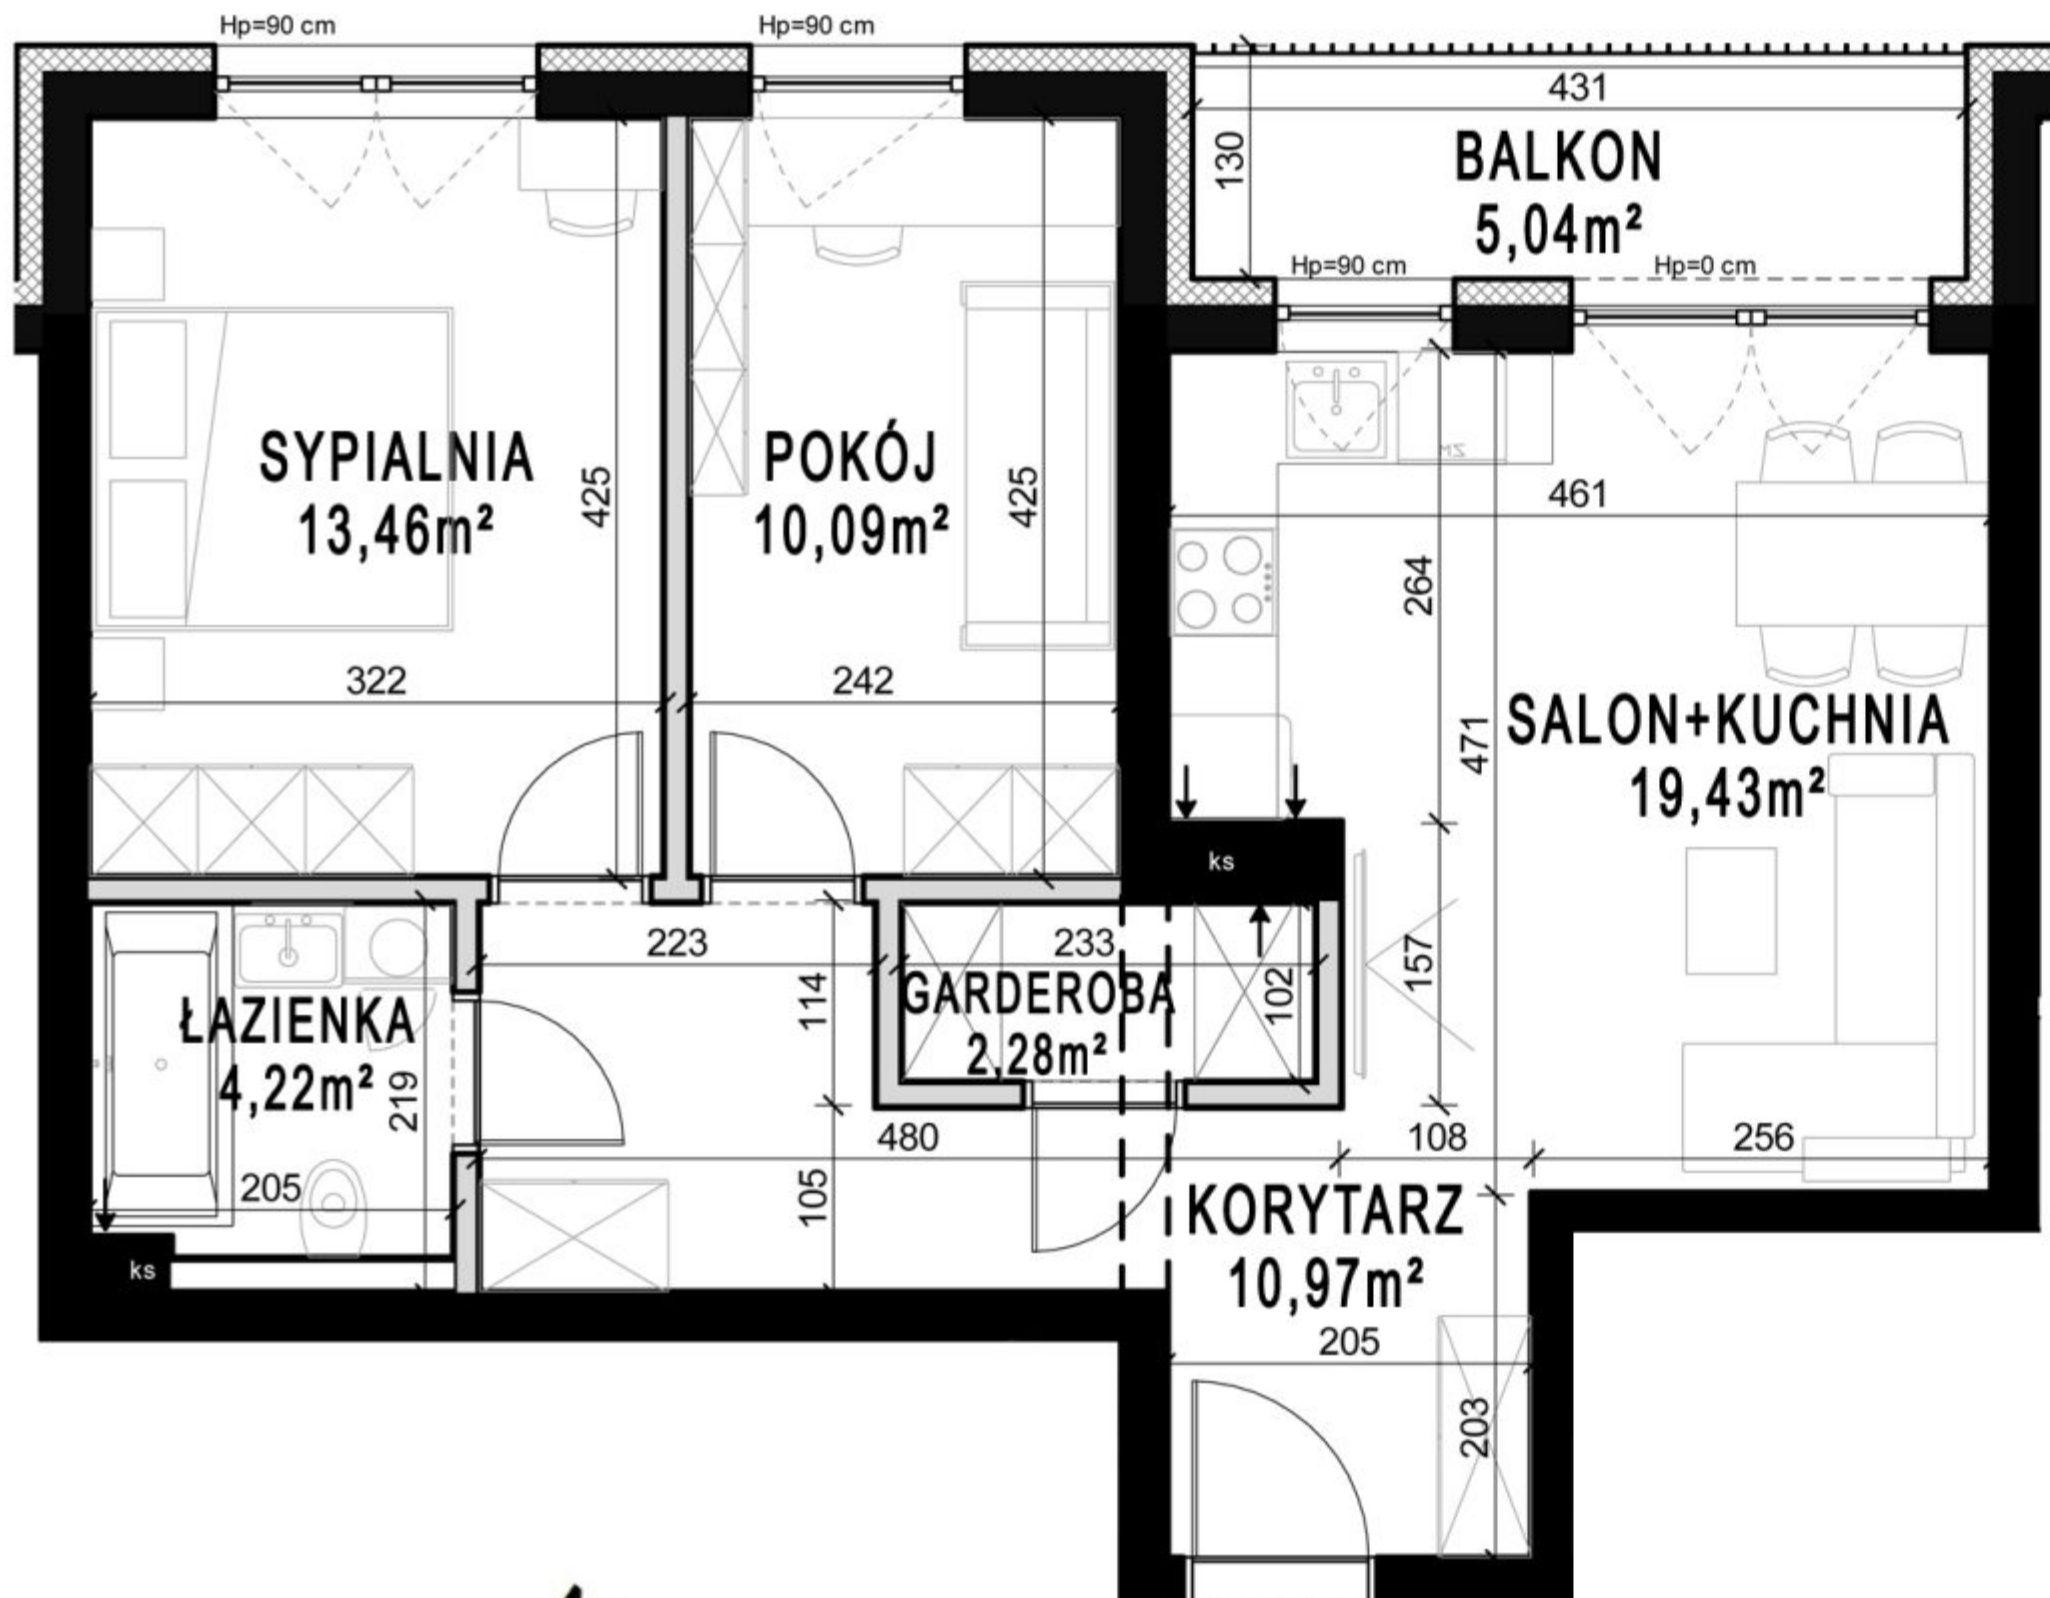 Hp=90 cm
Hp=90 cm
431
130
BALKON
5,04m²
Hp=90 cm
Hp=0 cm
SYPIALNIA
13,46m²
425
POKÓJ
10,09m²
425
ZM
461
264
322
242
471
SALON+KUCHNIA
19,43m²
ks
223
233
114
GARDEROBA
2,28m²
102
157
ŁAZIENKA
4,22m²
219
480
108
256
205
105
KORYTARZ
10,97m²
ks
205
203